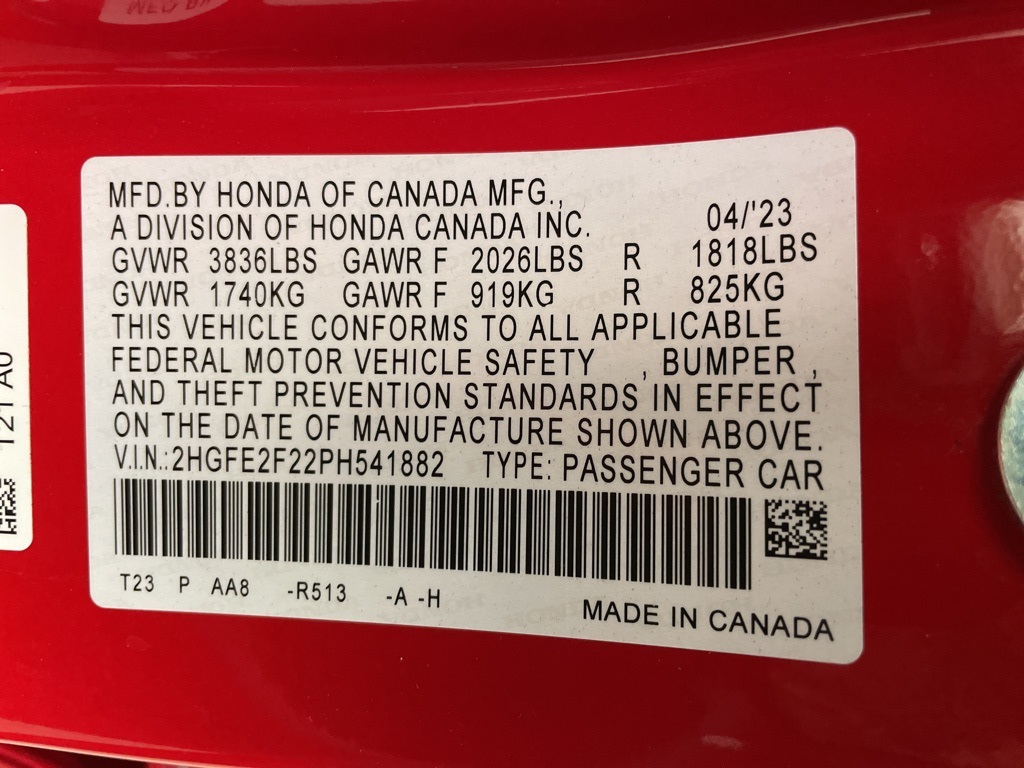 MFD.BY HONDA OF CANADA MFG.,
A DIVISION OF HONDA CANADA INC. 04/'23
GVWR 3836LBS GAWR F 2026LBS R 1818LBS
GVWR 1740KG GAWR F 919KG R 825KG
THIS VEHICLE CONFORMS TO ALL APPLICABLE
FEDERAL MOTOR VEHICLE SAFETY , BUMPER ,
AND THEFT PREVENTION STANDARDS IN EFFECT
ON THE DATE OF MANUFACTURE SHOWN ABOVE.
V.I.N.:2HGFE2F22PH541882 TYPE: PASSENGER CAR
T23 P AA8 -R513 -A -H
MADE IN CANADA